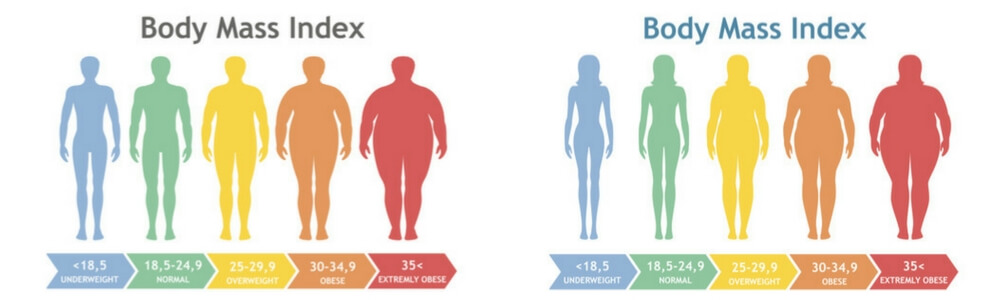 Body Mass Index
<18,5
UNDERWEIGHT
18,5-24,9
NORMAL
25-29,9
OVERWEIGHT
30-34,9
OBESE
35<
EXTREMLY OBESE
Body Mass Index
<18,5
UNDERWEIGHT
18,5-24,9
NORMAL
25-29,9
OVERWEIGHT
30-34,9
OBESE
35<
EXTREMLY OBESE